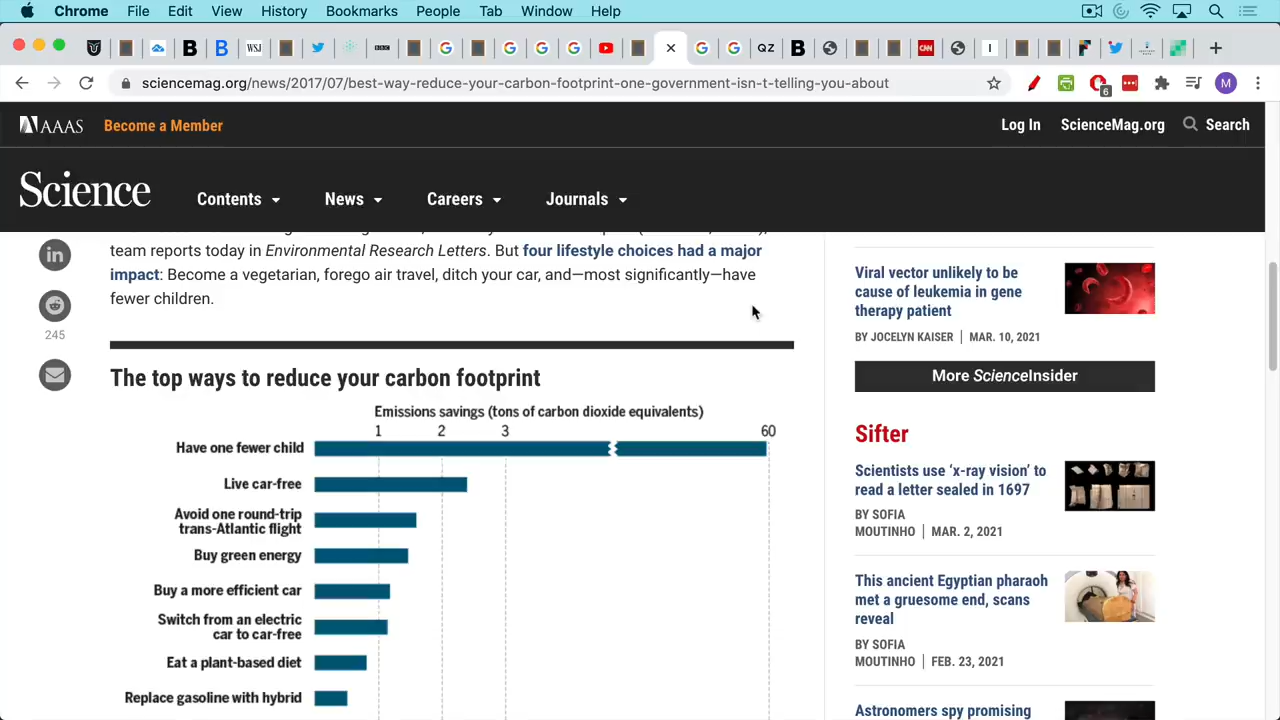 Chrome File Edit View History Bookmarks People Tab Window Help
B B WSJ BBC G G G G G G QZ B CNN I F
sciencemag.org/news/2017/07/best-way-reduce-your-carbon-footprint-one-government-isn-t-telling-you-about
6
M
AAAS Become a Member Log In ScienceMag.org Search
Science Contents News Careers Journals
245
team reports today in Environmental Research Letters. But four lifestyle choices had a major
impact: Become a vegetarian, forego air travel, ditch your car, and—most significantly—have
fewer children.
The top ways to reduce your carbon footprint
Emissions savings (tons of carbon dioxide equivalents)
1 2 3 60
Have one fewer child
Live car-free
Avoid one round-trip
trans-Atlantic flight
Buy green energy
Buy a more efficient car
Switch from an electric
car to car-free
Eat a plant-based diet
Replace gasoline with hybrid
Viral vector unlikely to be
cause of leukemia in gene
therapy patient
BY JOCELYN KAISER | MAR. 10, 2021
More ScienceInsider
Sifter
Scientists use ‘x-ray vision’ to
read a letter sealed in 1697
BY SOFIA
MOUTINHO | MAR. 2, 2021
This ancient Egyptian pharaoh
met a gruesome end, scans
reveal
BY SOFIA
MOUTINHO | FEB. 23, 2021
Astronomers spy promising